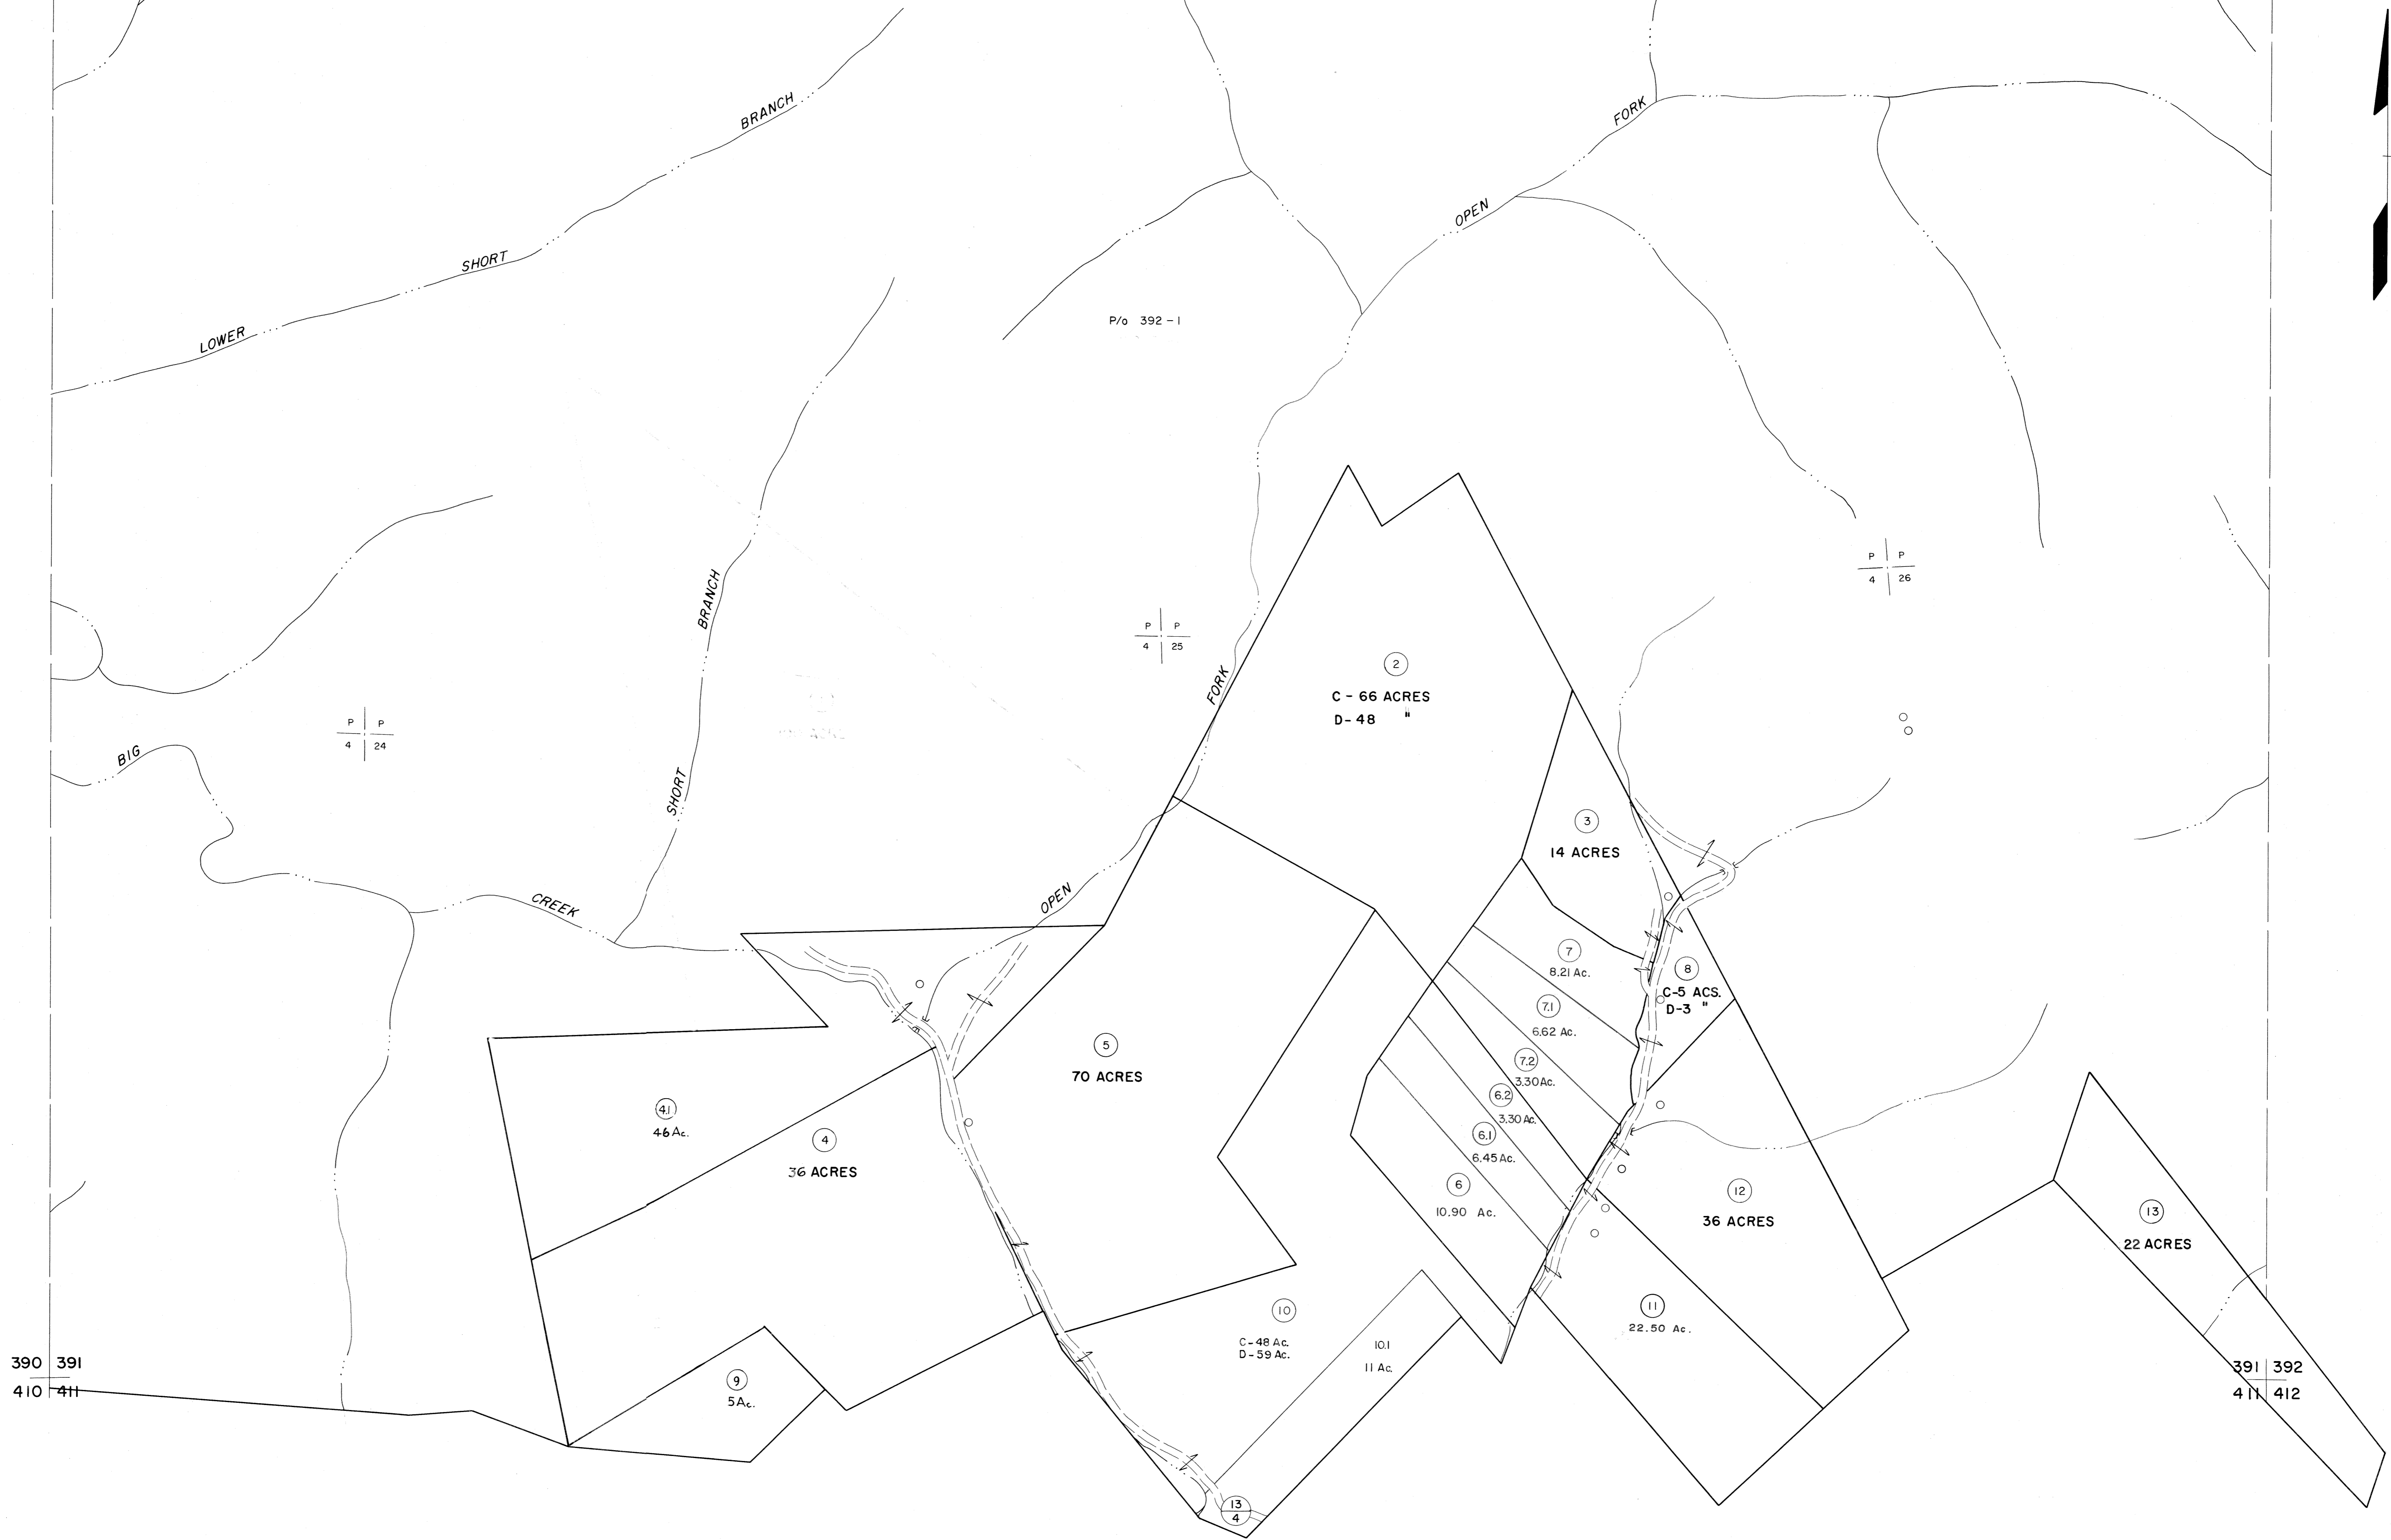 BRANCH
FORK
OPEN
SHORT
LOWER
P/o 392-1
P P
4 26
P P
4 25
BRANCH
FORK
2
C - 66 ACRES
D - 48 "
P P
4 24
BIG
SHORT
3
14 ACRES
OPEN
CREEK
7
8.21 Ac.
8
C-5 ACS.
D-3 "
7.1
6.62 Ac.
5
70 ACRES
7.2
3.30 Ac.
6.2
3.30 Ac.
4.1
46 Ac.
4
36 ACRES
6.1
6.45 Ac.
6
10.90 Ac.
12
36 ACRES
13
22 ACRES
10
C-48 Ac.
D-59 Ac.
11
22.50 Ac.
10.1
11 Ac.
390 391
410 411
391 392
411 412
9
5 Ac.
13
4